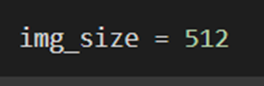 img_size = 512